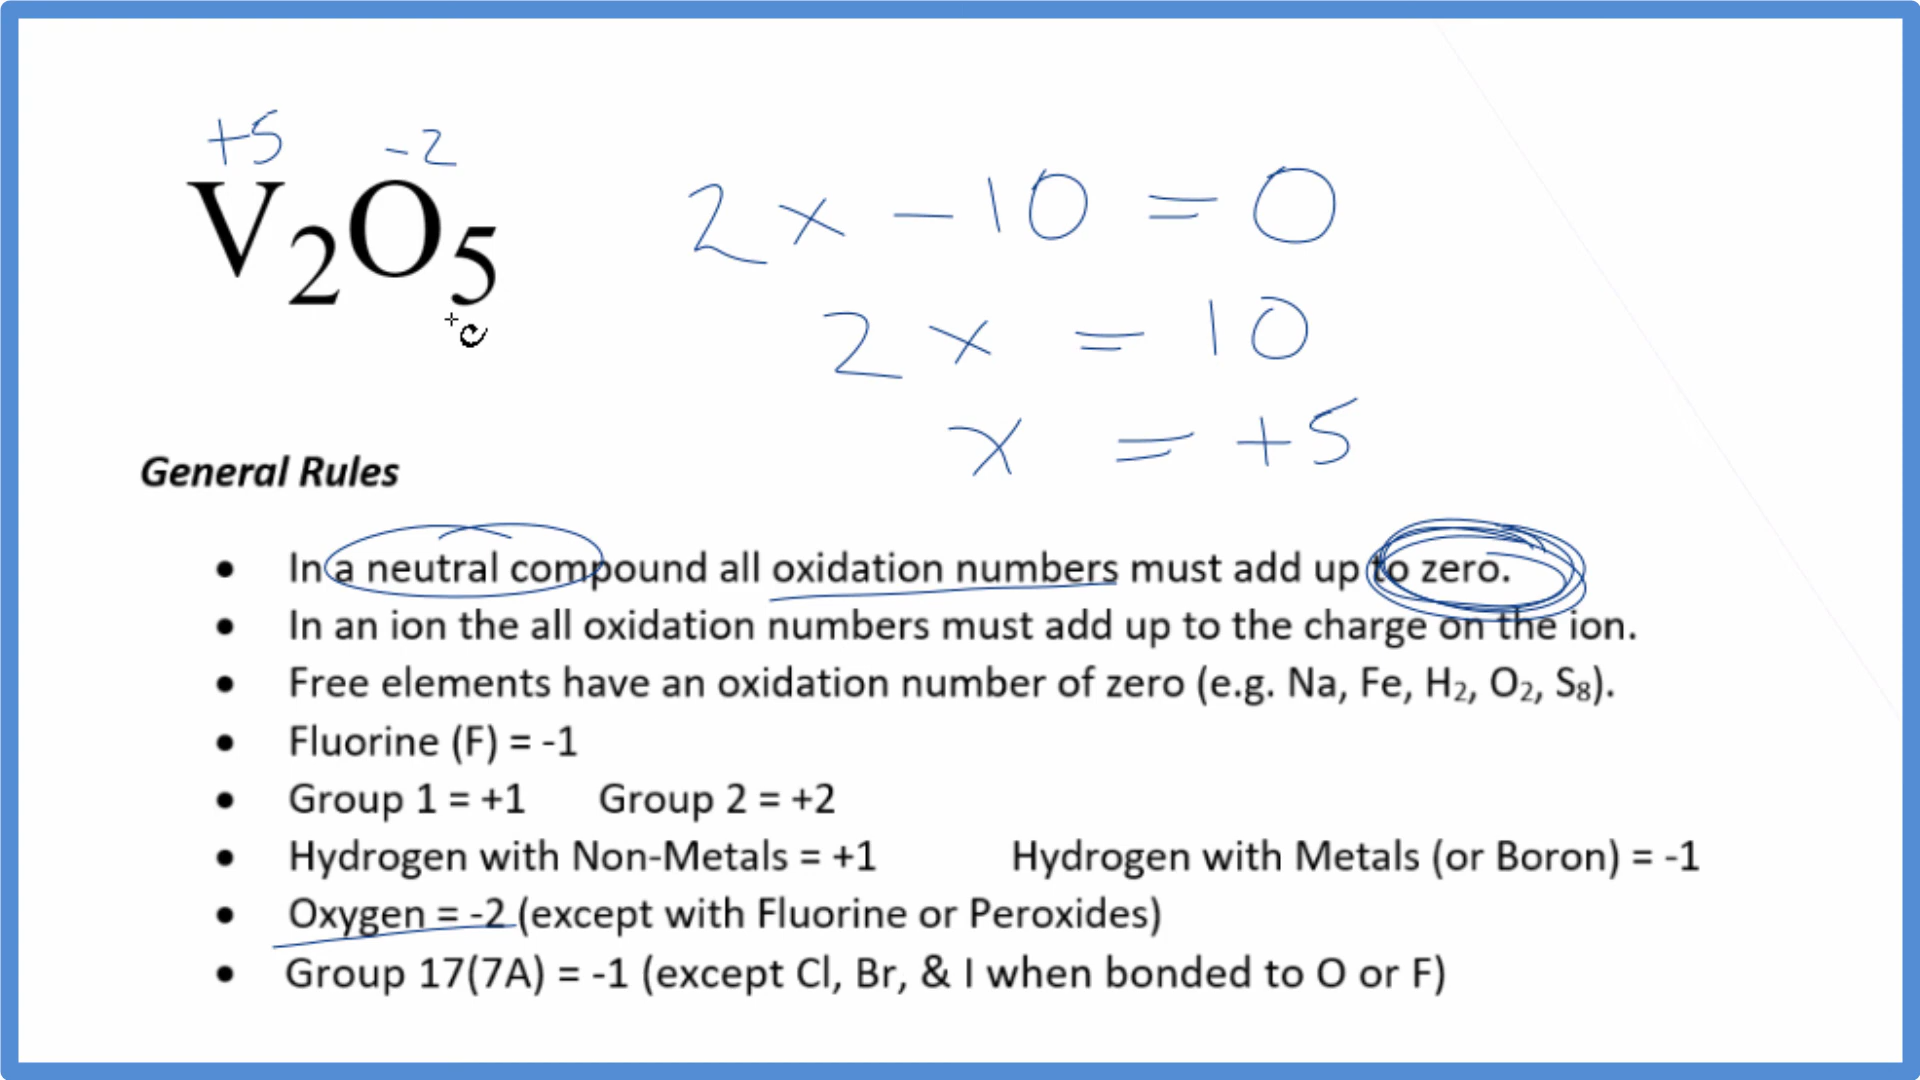 +5 -2
V2O5
2x - 10 = 0
2x = 10
x = +5
General Rules
• In a neutral compound all oxidation numbers must add up to zero.
• In an ion the all oxidation numbers must add up to the charge on the ion.
• Free elements have an oxidation number of zero (e.g. Na, Fe, H2, O2, S8).
• Fluorine (F) = -1
• Group 1 = +1 Group 2 = +2
• Hydrogen with Non-Metals = +1 Hydrogen with Metals (or Boron) = -1
• Oxygen = -2 (except with Fluorine or Peroxides)
• Group 17(7A) = -1 (except Cl, Br, & I when bonded to O or F)